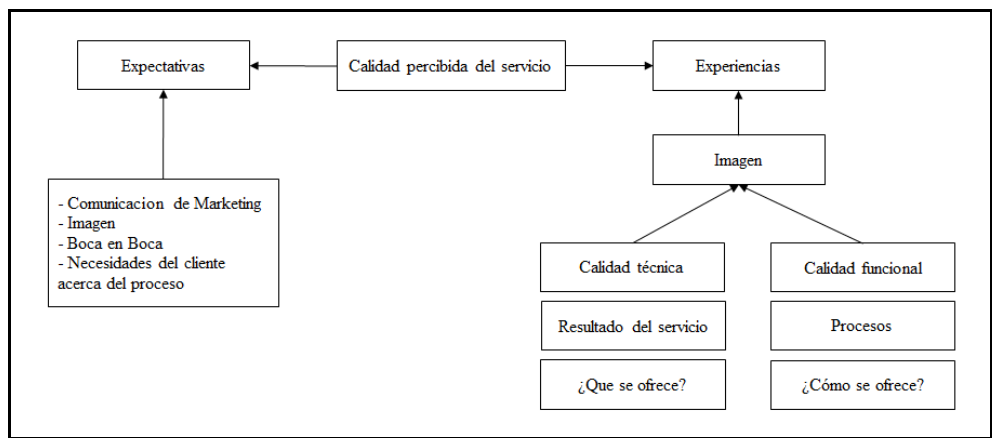 Expectativas
Calidad percibida del servicio
Experiencias
Imagen
- Comunicacion de Marketing
- Imagen
- Boca en Boca
- Necesidades del cliente
acerca del proceso
Calidad técnica
Calidad funcional
Resultado del servicio
Procesos
¿Que se ofrece?
¿Cómo se ofrece?